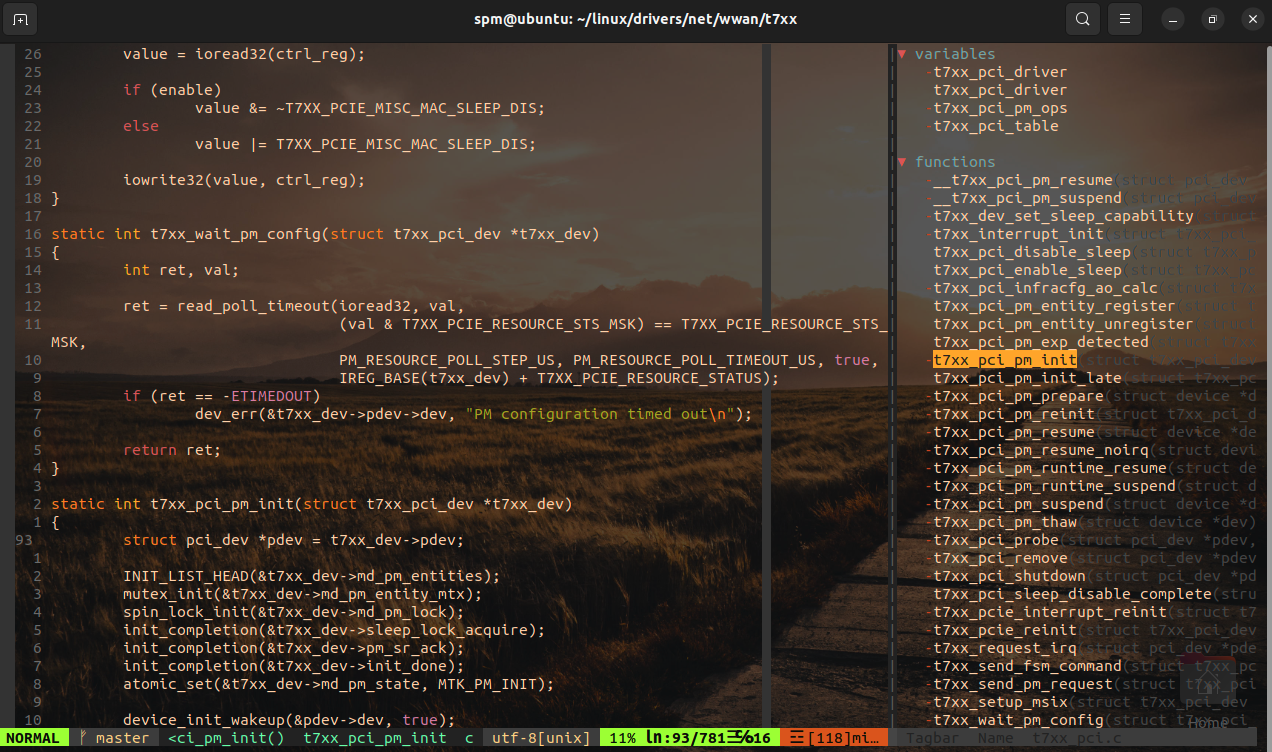 spm@ubuntu: ~/linux/drivers/net/wwan/t7xx
26 value = ioread32(ctrl_reg);
25
24 if (enable)
23 value &= ~T7XX_PCIE_MISC_MAC_SLEEP_DIS;
22 else
21 value |= T7XX_PCIE_MISC_MAC_SLEEP_DIS;
20
19 iowrite32(value, ctrl_reg);
18 }
17
16 static int t7xx_wait_pm_config(struct t7xx_pci_dev *t7xx_dev)
15 {
14 int ret, val;
13
12 ret = read_poll_timeout(ioread32, val,
11 (val & T7XX_PCIE_RESOURCE_STS_MSK) == T7XX_PCIE_RESOURCE_STS_
MSK,
10 PM_RESOURCE_POLL_STEP_US, PM_RESOURCE_POLL_TIMEOUT_US, true,
9 IREG_BASE(t7xx_dev) + T7XX_PCIE_RESOURCE_STATUS);
8 if (ret == -ETIMEDOUT)
7 dev_err(&t7xx_dev->pdev->dev, "PM configuration timed out\n");
6
5 return ret;
4 }
3
2 static int t7xx_pci_pm_init(struct t7xx_pci_dev *t7xx_dev)
1 {
93 struct pci_dev *pdev = t7xx_dev->pdev;
1
2 INIT_LIST_HEAD(&t7xx_dev->md_pm_entities);
3 mutex_init(&t7xx_dev->md_pm_entity_mtx);
4 spin_lock_init(&t7xx_dev->md_pm_lock);
5 init_completion(&t7xx_dev->sleep_lock_acquire);
6 init_completion(&t7xx_dev->pm_sr_ack);
7 init_completion(&t7xx_dev->init_done);
8 atomic_set(&t7xx_dev->md_pm_state, MTK_PM_INIT);
9
10 device_init_wakeup(&pdev->dev, true);
▼ variables
-t7xx_pci_driver
t7xx_pci_driver
-t7xx_pci_pm_ops
-t7xx_pci_table
▼ functions
-__t7xx_pci_pm_resume(struct pci_dev
-__t7xx_pci_pm_suspend(struct pci_dev
-t7xx_dev_set_sleep_capability(struct
-t7xx_interrupt_init(struct t7xx_pci
t7xx_pci_disable_sleep(struct t7xx_p
t7xx_pci_enable_sleep(struct t7xx_pc
-t7xx_pci_infracfg_ao_calc(struct t7x
t7xx_pci_pm_entity_register(struct
t7xx_pci_pm_entity_unregister(struct
t7xx_pci_pm_exp_detected(struct t7xx
-t7xx_pci_pm_init(struct t7xx_pci_dev
t7xx_pci_pm_init_late(struct t7xx_pc
-t7xx_pci_pm_prepare(struct device *d
-t7xx_pci_pm_reinit(struct t7xx_pci_d
-t7xx_pci_pm_resume(struct device *de
-t7xx_pci_pm_resume_noirq(struct devi
-t7xx_pci_pm_runtime_resume(struct de
-t7xx_pci_pm_runtime_suspend(struct d
-t7xx_pci_pm_suspend(struct device *d
-t7xx_pci_pm_thaw(struct device *dev)
-t7xx_pci_probe(struct pci_dev *pdev,
-t7xx_pci_remove(struct pci_dev *pdev
-t7xx_pci_shutdown(struct pci_dev *pd
-t7xx_pci_sleep_disable_complete(stru
-t7xx_pcie_interrupt_reinit(struct t7
-t7xx_pcie_reinit(struct t7xx_pci_dev
-t7xx_request_irq(struct pci_dev *pde
-t7xx_send_fsm_command(struct t7xx_pc
-t7xx_send_pm_request(struct t7xx_pci
-t7xx_setup_msix(struct t7xx_pci_dev
-t7xx_wait_pm_config(struct t7xx_pci
Home
NORMAL master <ci_pm_init() t7xx_pci_pm_init c utf-8[unix] 11% ln:93/781 ☰%:16 ☰[118]mi… Tagbar Name t7xx_pci.c